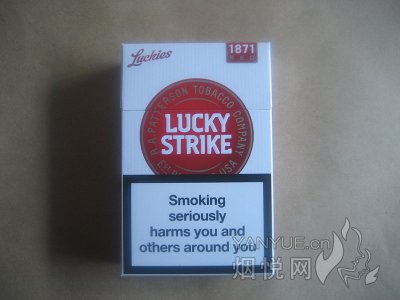 Luckies
1871
RED
R.A. PATTERSON TOBACCO COMPANY
LUCKY
STRIKE
USA
Smoking
seriously
harms you and
others around you
YANYUE.cn
烟悦网